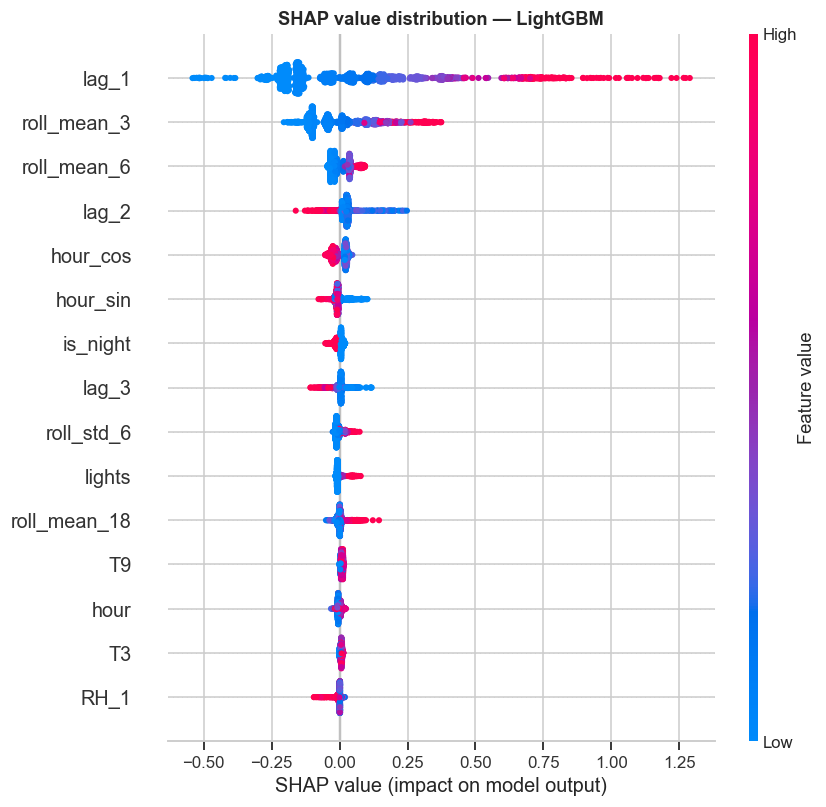 SHAP value distribution — LightGBM
High
lag_1
roll_mean_3
roll_mean_6
lag_2
hour_cos
hour_sin
is_night
lag_3
roll_std_6
lights
roll_mean_18
T9
hour
T3
RH_1
Feature value
Low
−0.50 −0.25 0.00 0.25 0.50 0.75 1.00 1.25
SHAP value (impact on model output)